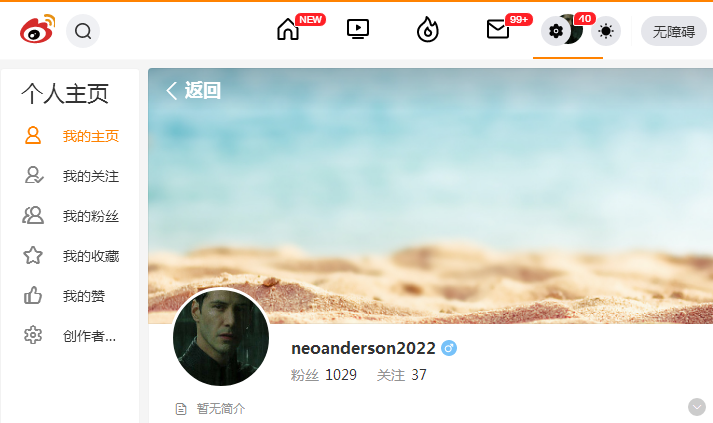 NEW
99+
40
无障碍
个人主页
返回
我的主页
我的关注
我的粉丝
我的收藏
我的赞
创作者...
neoanderson2022
粉丝 1029 关注 37
暂无简介